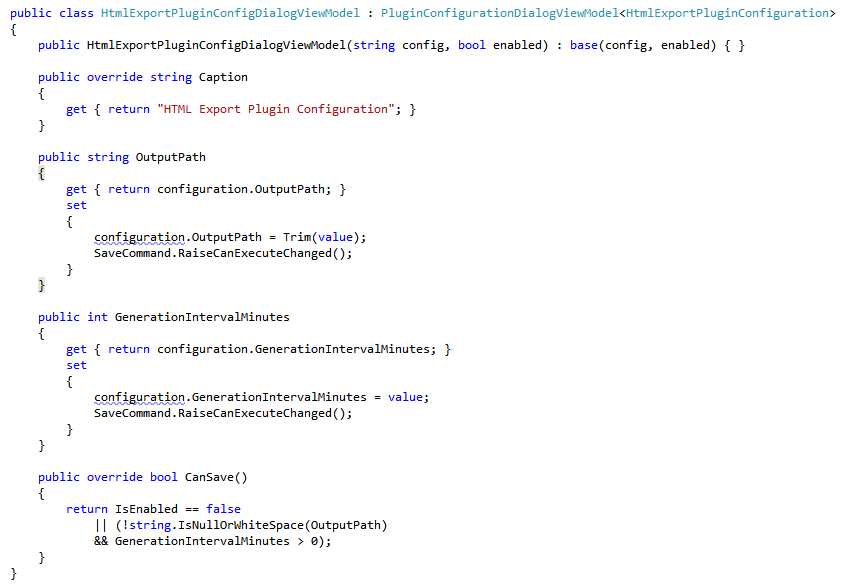 public class HtmlExportPluginConfigDialogViewModel : PluginConfigurationDialogViewModel<HtmlExportPluginConfiguration>
{
    public HtmlExportPluginConfigDialogViewModel(string config, bool enabled) : base(config, enabled) { }

    public override string Caption
    {
        get { return "HTML Export Plugin Configuration"; }
    }

    public string OutputPath
    {
        get { return configuration.OutputPath; }
        set
        {
            configuration.OutputPath = Trim(value);
            SaveCommand.RaiseCanExecuteChanged();
        }
    }

    public int GenerationIntervalMinutes
    {
        get { return configuration.GenerationIntervalMinutes; }
        set
        {
            configuration.GenerationIntervalMinutes = value;
            SaveCommand.RaiseCanExecuteChanged();
        }
    }

    public override bool CanSave()
    {
        return IsEnabled == false
            || (!string.IsNullOrWhiteSpace(OutputPath)
            && GenerationIntervalMinutes > 0);
    }
}